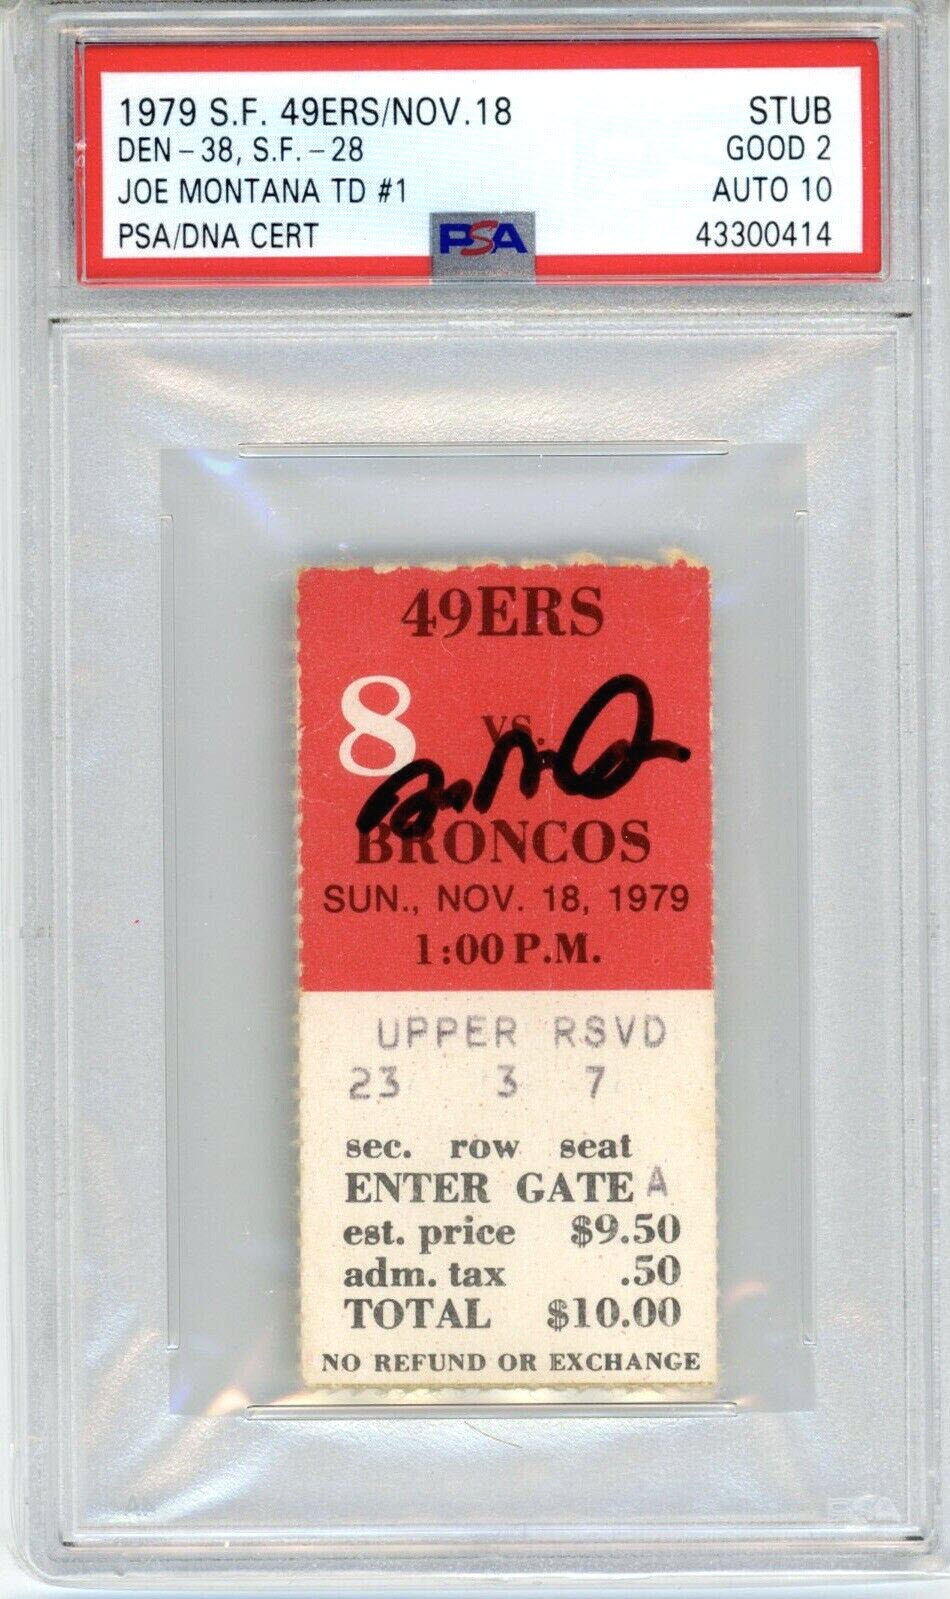 1979 S.F. 49ERS/NOV.18 STUB
DEN-38, S.F.-28 GOOD 2
JOE MONTANA TD #1 AUTO 10
PSA/DNA CERT PSA 43300414
49ERS
8 VS.
BRONCOS
SUN., NOV. 18, 1979
1:00 P.M.
UPPER RSVD
23 3 7
sec. row seat
ENTER GATE A
est. price $9.50
adm. tax .50
TOTAL $10.00
NO REFUND OR EXCHANGE
PSA